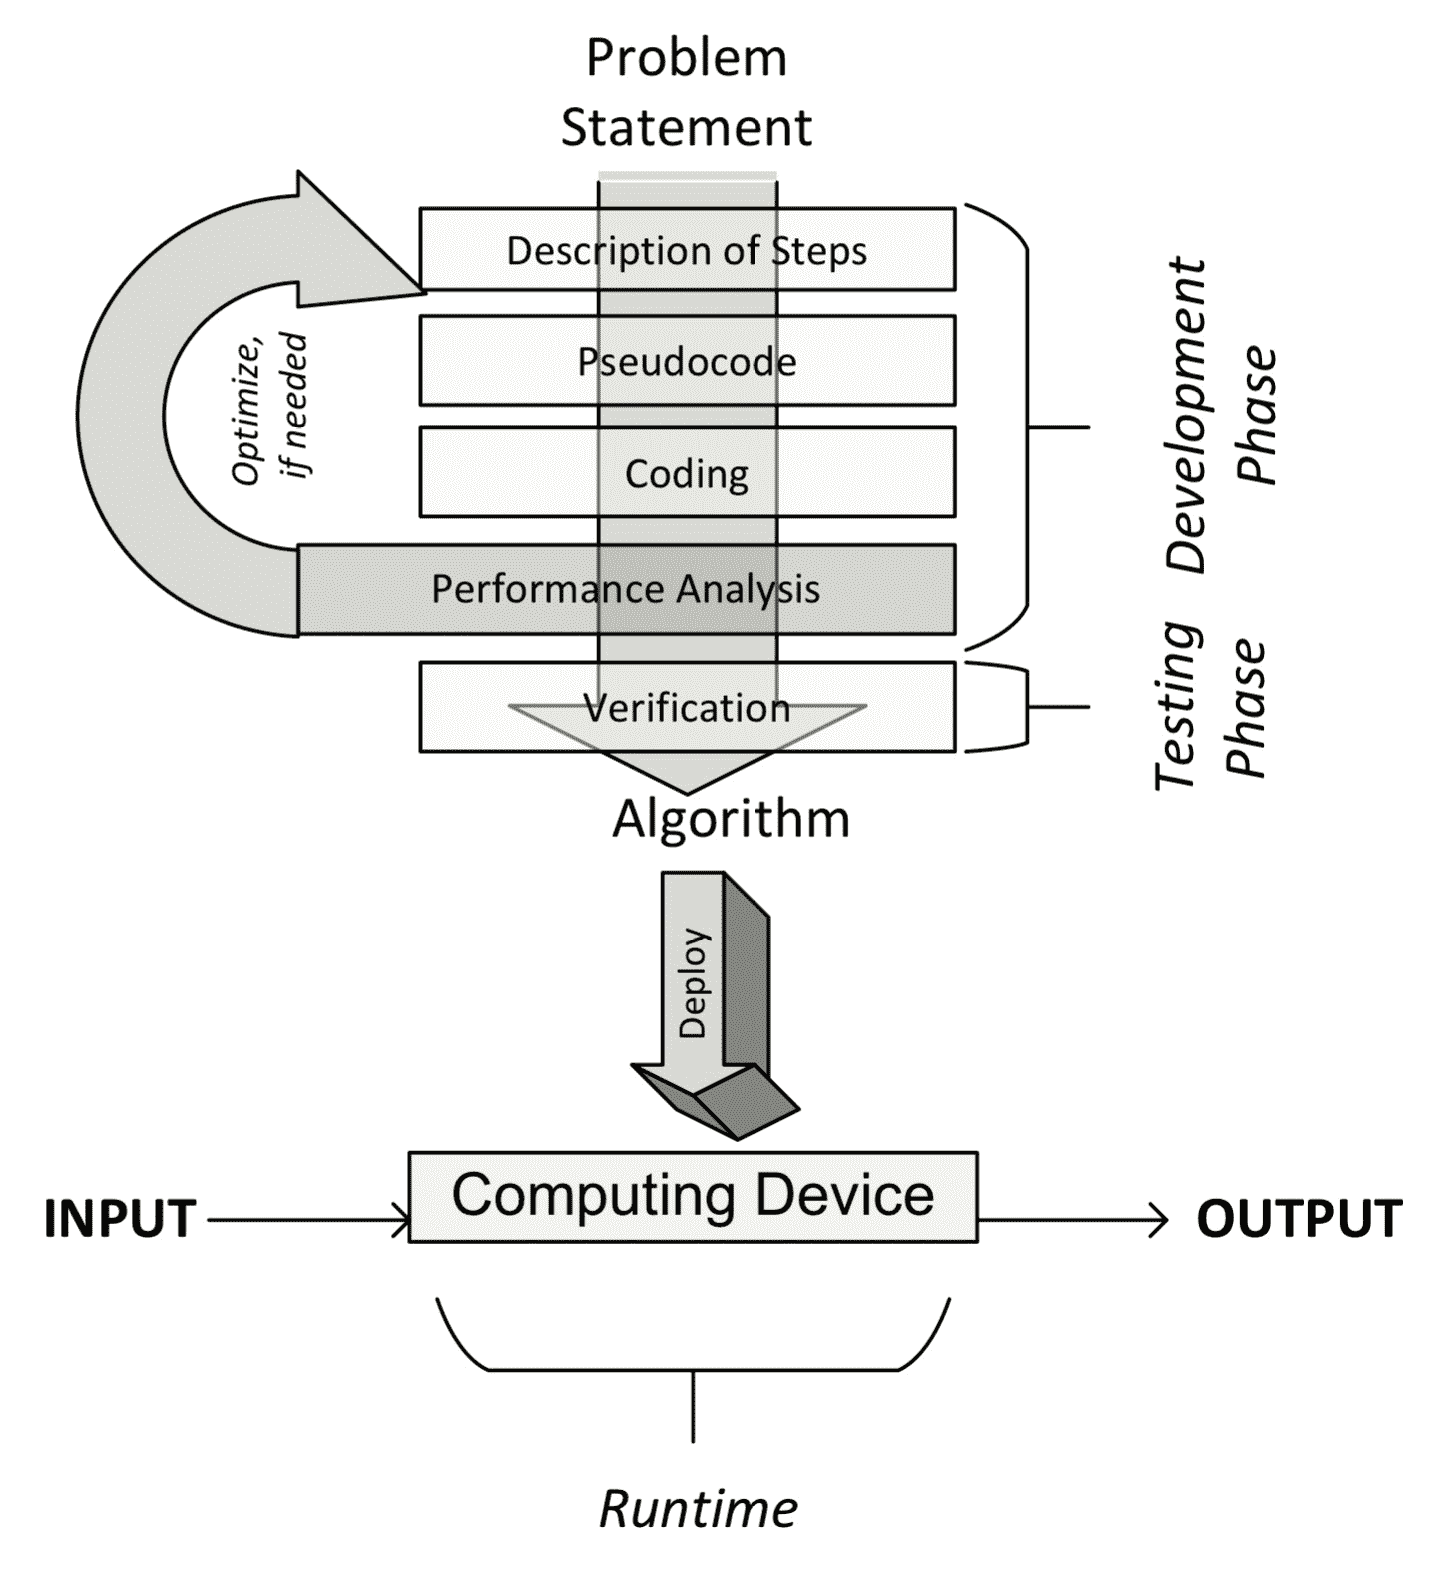 Problem
Statement
Description of Steps
Pseudocode
Coding
Performance Analysis
Verification
Optimize,
if needed
Development
Phase
Testing
Phase
Algorithm
Deploy
INPUT
Computing Device
OUTPUT
Runtime